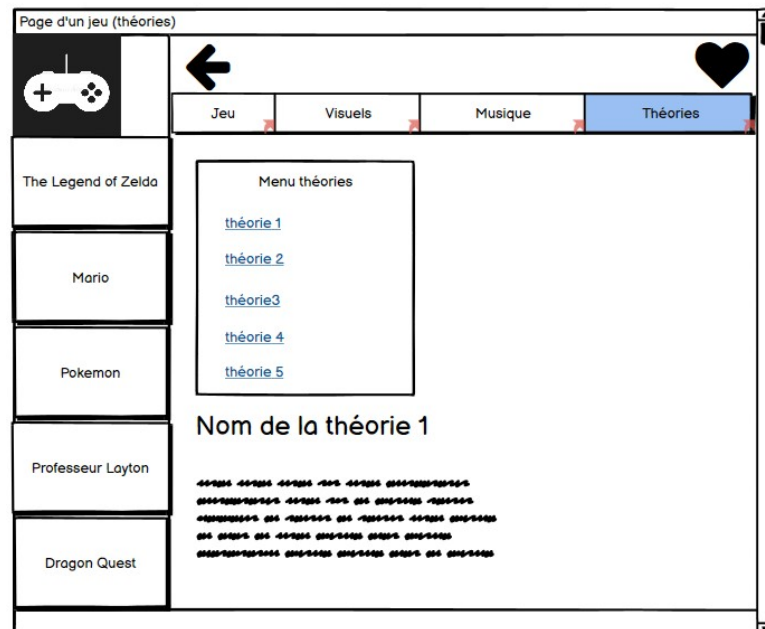 Page d'un jeu (théories)
Jeu
Visuels
Musique
Théories
The Legend of Zelda
Mario
Pokemon
Professeur Layton
Dragon Quest
Menu théories
théorie 1
théorie 2
théorie3
théorie 4
théorie 5
Nom de la théorie 1